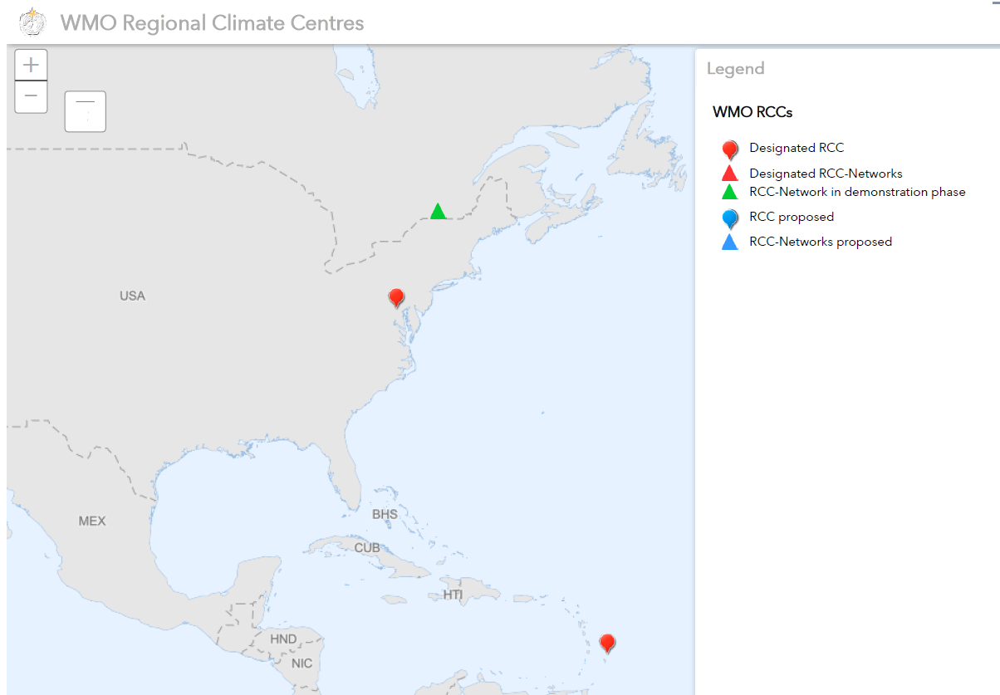 WMO Regional Climate Centres
+
−
Legend
WMO RCCs
Designated RCC
Designated RCC-Networks
RCC-Network in demonstration phase
RCC proposed
RCC-Networks proposed
USA
MEX
BHS
CUB
HTI
HND
NIC